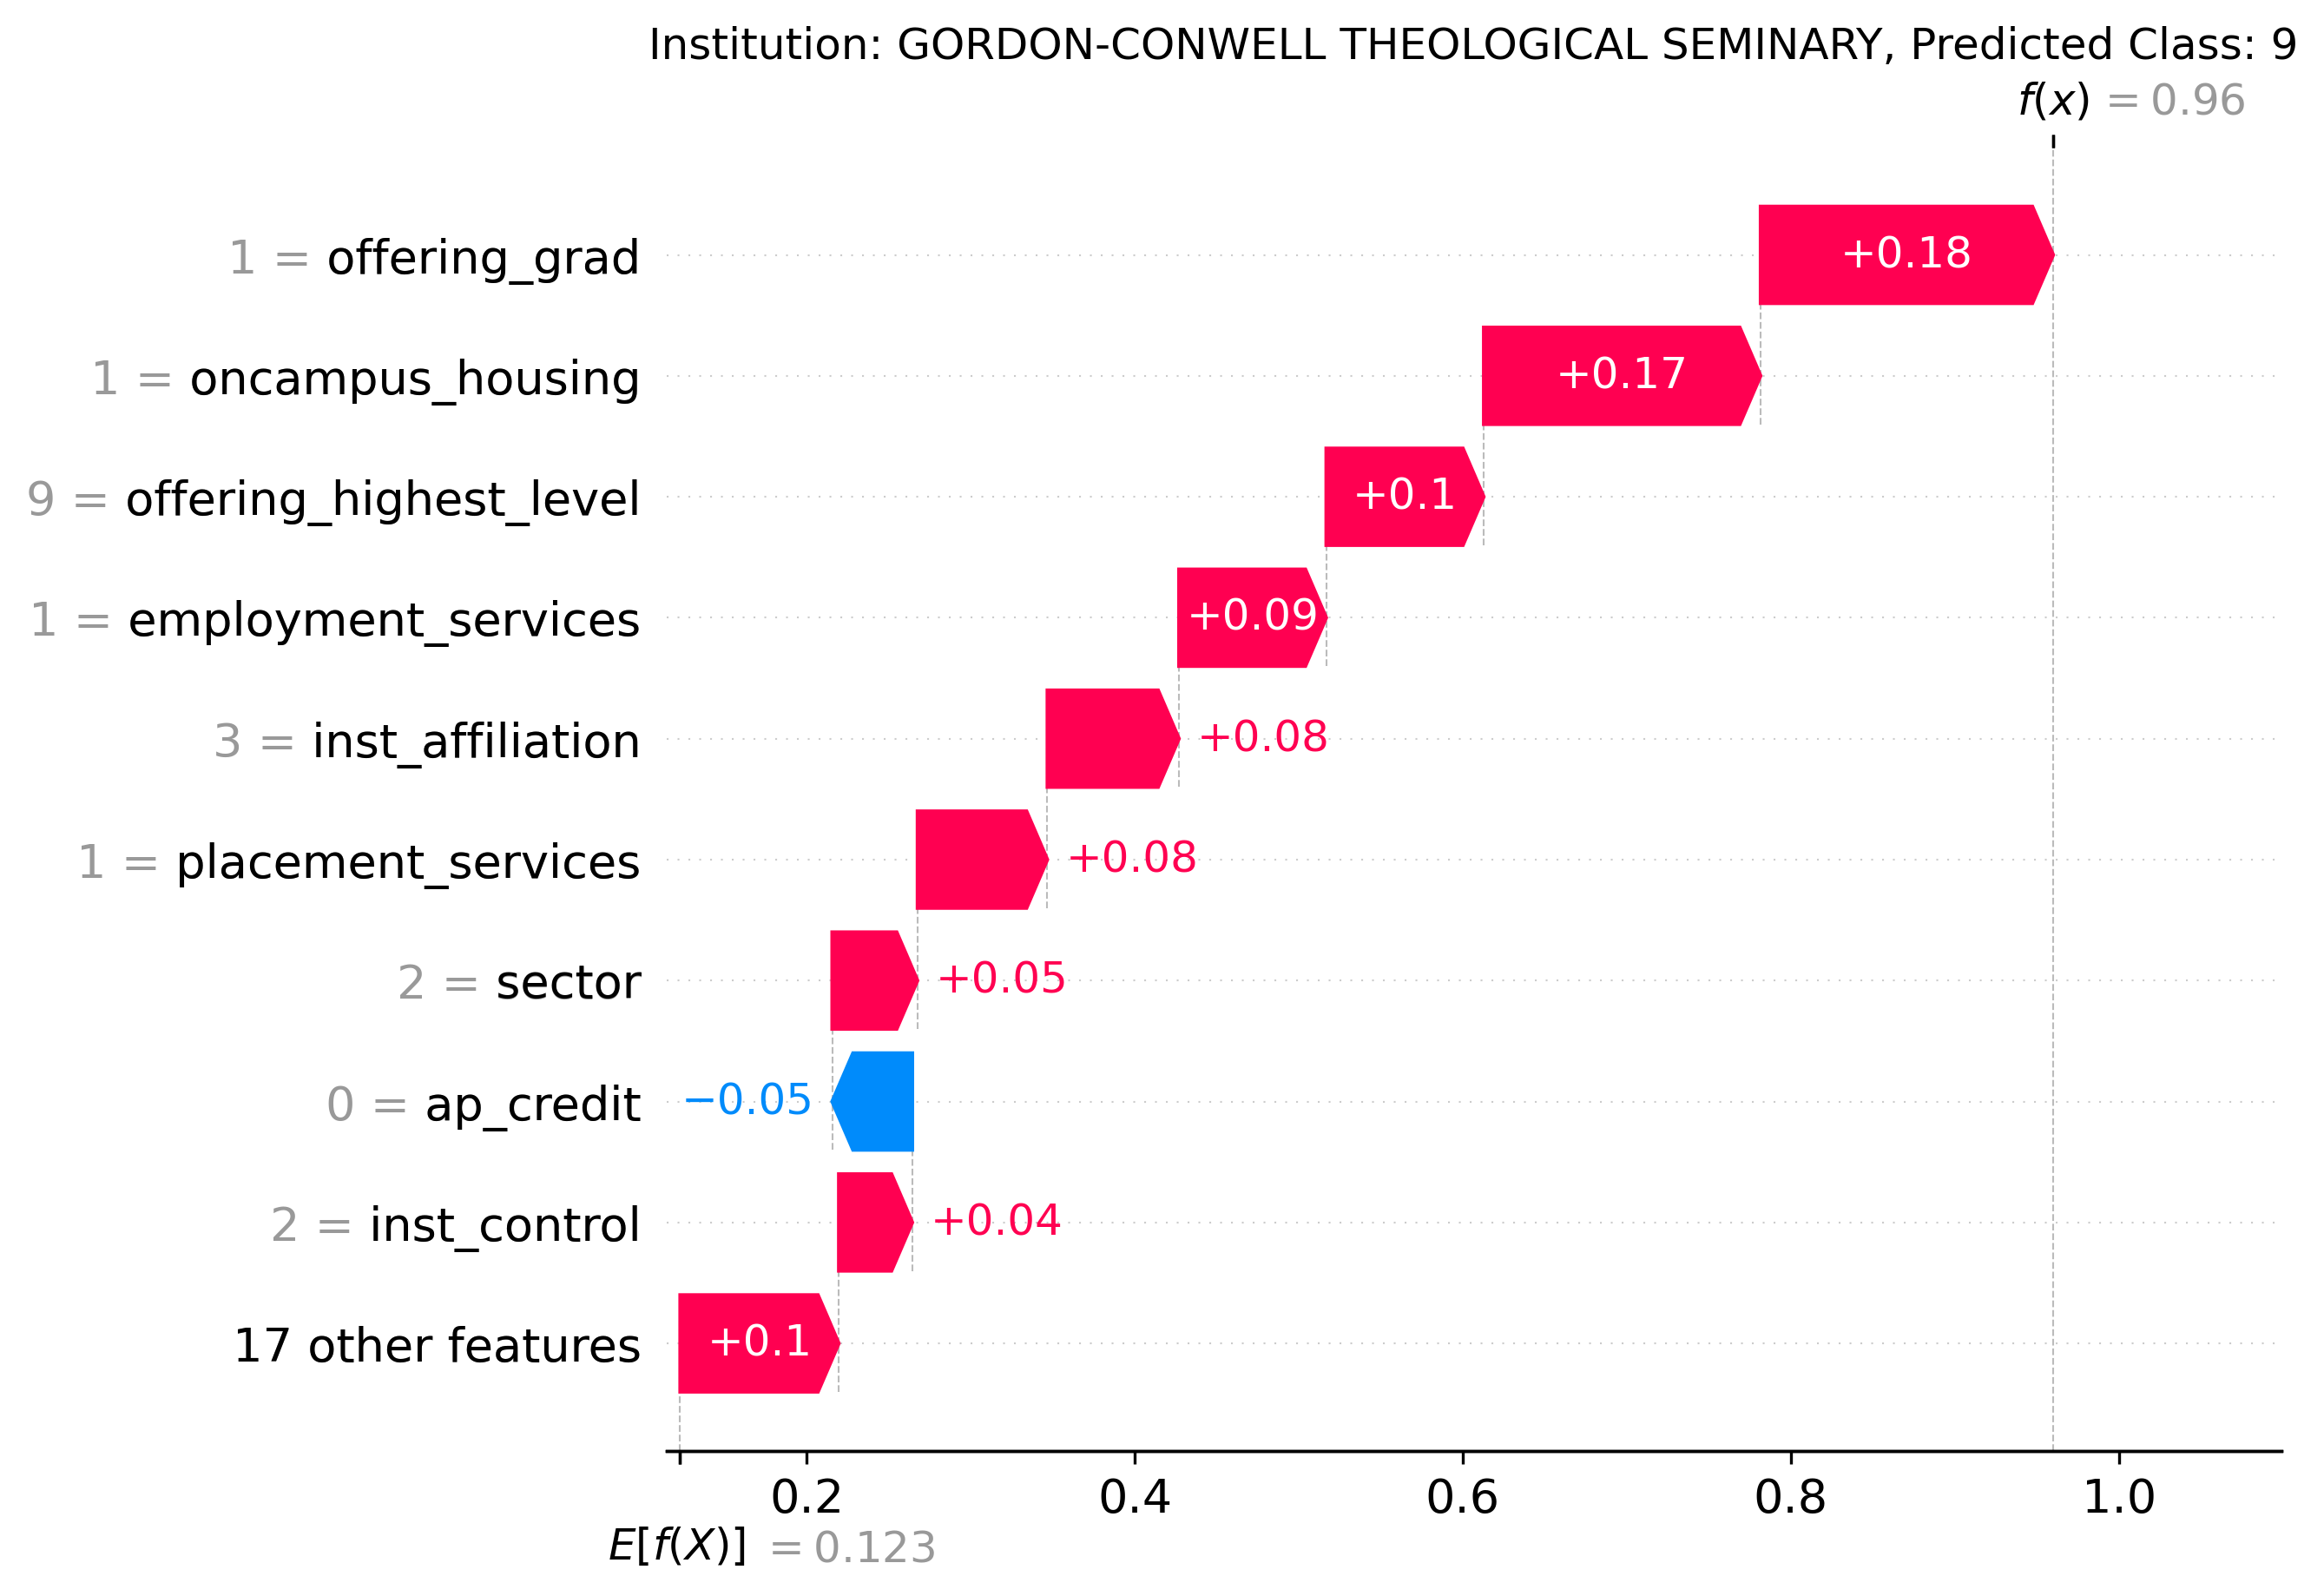 Institution: GORDON-CONWELL THEOLOGICAL SEMINARY, Predicted Class: 9
f(x) = 0.96
1 = offering_grad +0.18
1 = oncampus_housing +0.17
9 = offering_highest_level +0.1
1 = employment_services +0.09
3 = inst_affiliation +0.08
1 = placement_services +0.08
2 = sector +0.05
0 = ap_credit −0.05
2 = inst_control +0.04
17 other features +0.1
0.2 0.4 0.6 0.8 1.0
E[f(X)] = 0.123